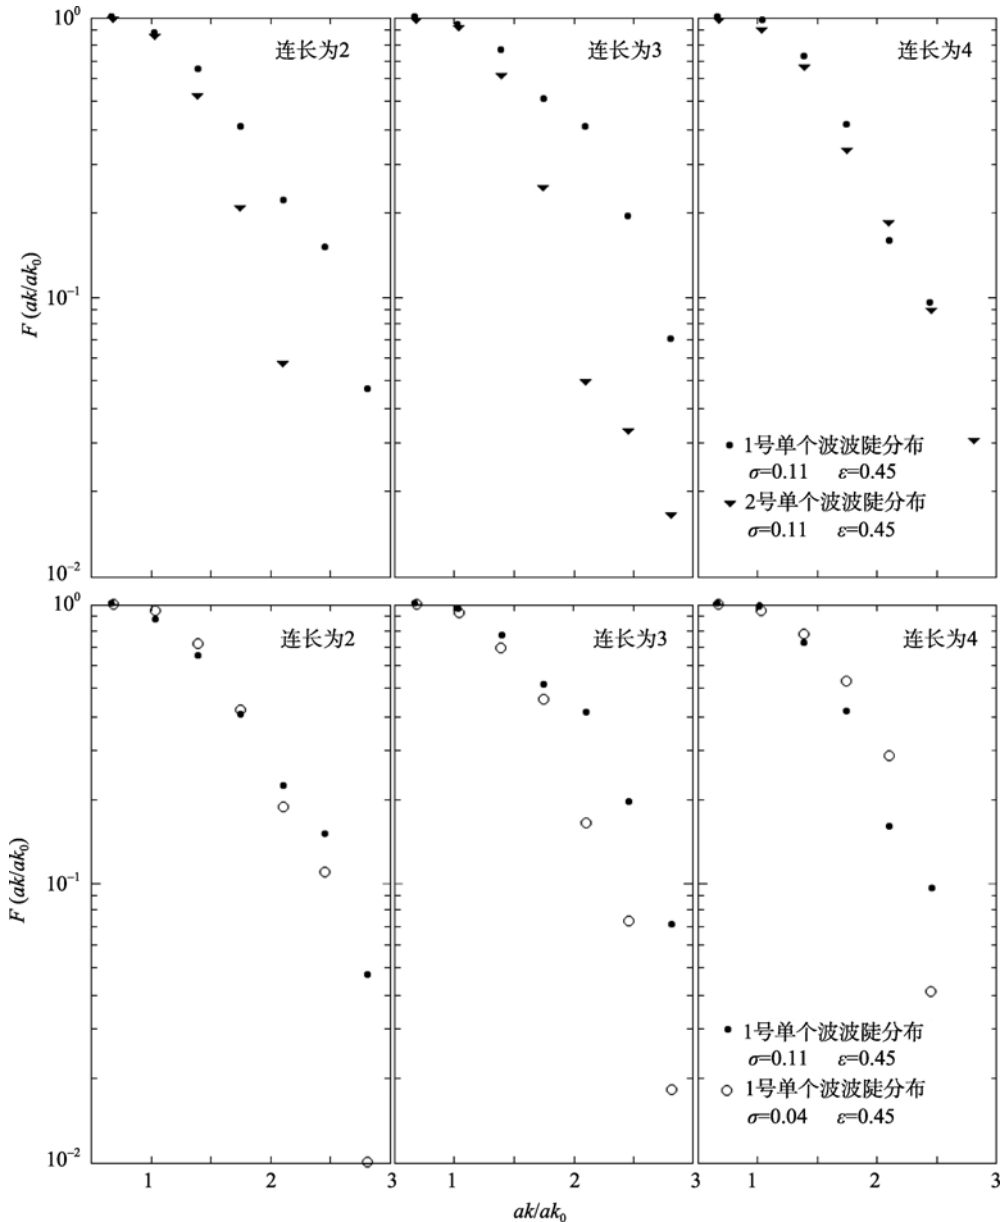 10⁰
连长为2
连长为3
连长为4
F (ak/ak₀)
10⁻¹
1号单个波波陡分布
σ=0.11 ε=0.45
2号单个波波陡分布
σ=0.11 ε=0.45
10⁻²
10⁰
连长为2
连长为3
连长为4
F (ak/ak₀)
10⁻¹
1号单个波波陡分布
σ=0.11 ε=0.45
1号单个波波陡分布
σ=0.04 ε=0.45
10⁻²
1 2 3 1 2 3 1 2 3
ak/ak₀